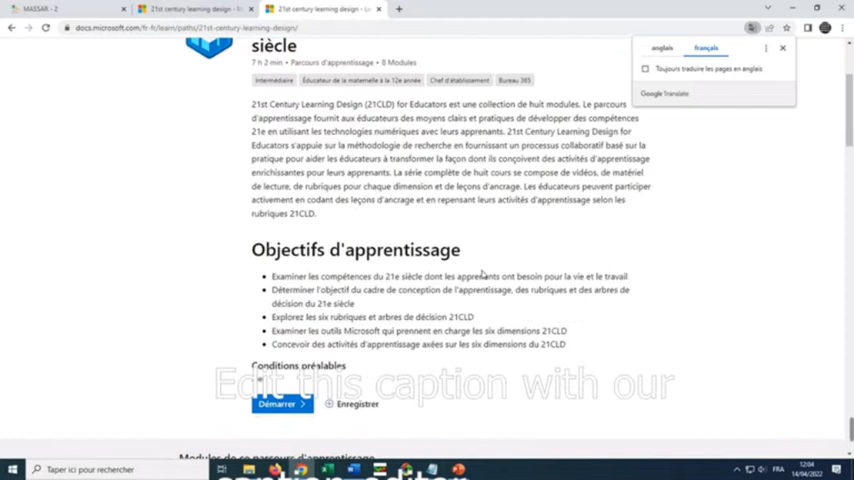 MASSAR - 2
21st century learning design - M
21st century learning design - Le
docs.microsoft.com/fr-fr/learn/paths/21st-century-learning-design/
anglais
français
Toujours traduire les pages en anglais
Google Translate
siècle
7 h 2 min • Parcours d'apprentissage • 8 Modules
Intermédiaire
Éducateur de la maternelle à la 12e année
Chef d'établissement
Bureau 365
21st Century Learning Design (21CLD) for Educators est une collection de huit modules. Le parcours
d'apprentissage fournit aux éducateurs des moyens clairs et pratiques de développer des compétences
21e en utilisant les technologies numériques avec leurs apprenants. 21st Century Learning Design for
Educators s'appuie sur la méthodologie de recherche en fournissant un processus collaboratif basé sur la
pratique pour aider les éducateurs à transformer la façon dont ils conçoivent des activités d'apprentissage
enrichissantes pour leurs apprenants. La série complète de huit cours se compose de vidéos, de matériel
de lecture, de rubriques pour chaque dimension et de leçons d'ancrage. Les éducateurs peuvent participer
activement en codant des leçons d'ancrage et en repensant leurs activités d'apprentissage selon les
rubriques 21CLD.
Objectifs d'apprentissage
Examiner les compétences du 21e siècle dont les apprenants ont besoin pour la vie et le travail
Déterminer l'objectif du cadre de conception de l'apprentissage, des rubriques et des arbres de
décision du 21e siècle
Explorez les six rubriques et arbres de décision 21CLD
Examiner les outils Microsoft qui prennent en charge les six dimensions 21CLD
Concevoir des activités d'apprentissage axées sur les six dimensions du 21CLD
Conditions préalables
Edit this caption with our
Démarrer
Enregistrer
Modules de ce parcours d'apprentissage
caption editor
Taper ici pour rechercher
FRA
12:04
14/04/2022